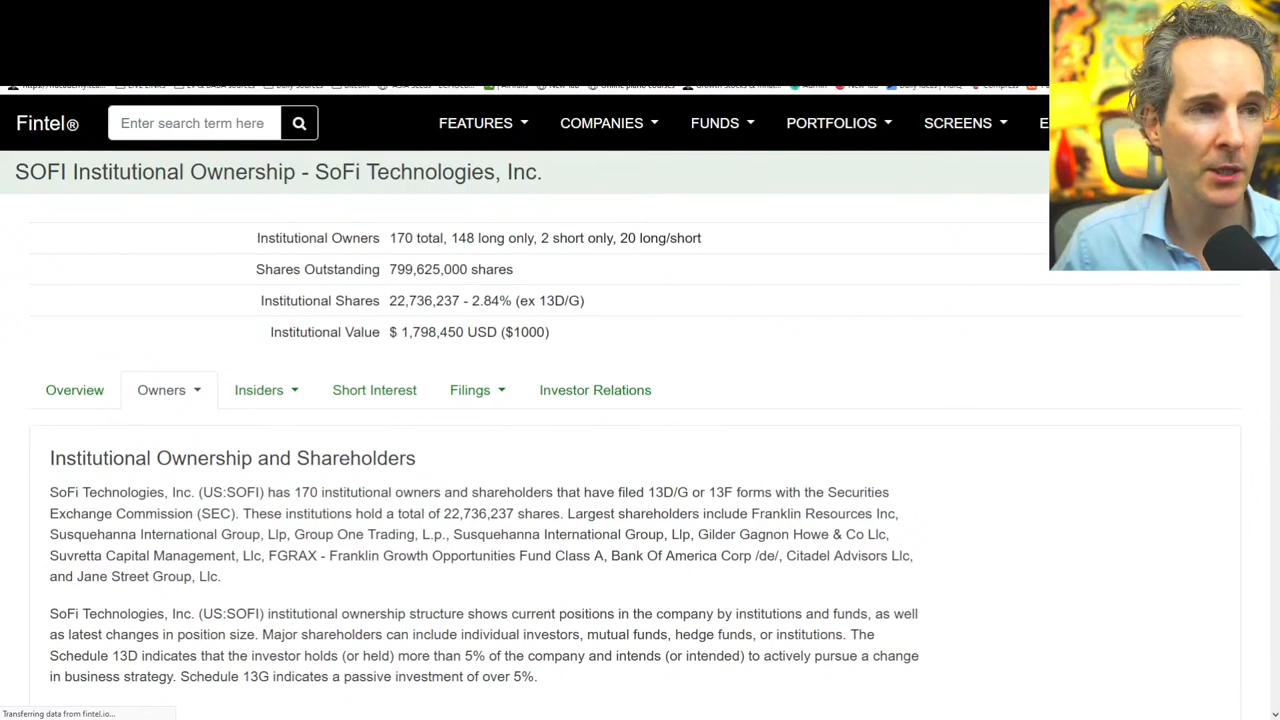 Fintel®
Enter search term here
FEATURES
COMPANIES
FUNDS
PORTFOLIOS
SCREENS
E
SOFI Institutional Ownership - SoFi Technologies, Inc.
Institutional Owners 170 total, 148 long only, 2 short only, 20 long/short
Shares Outstanding 799,625,000 shares
Institutional Shares 22,736,237 - 2.84% (ex 13D/G)
Institutional Value $ 1,798,450 USD ($1000)
Overview
Owners
Insiders
Short Interest
Filings
Investor Relations
Institutional Ownership and Shareholders
SoFi Technologies, Inc. (US:SOFI) has 170 institutional owners and shareholders that have filed 13D/G or 13F forms with the Securities
Exchange Commission (SEC). These institutions hold a total of 22,736,237 shares. Largest shareholders include Franklin Resources Inc,
Susquehanna International Group, Llp, Group One Trading, L.p., Susquehanna International Group, Llp, Gilder Gagnon Howe & Co Llc,
Suvretta Capital Management, Llc, FGRAX - Franklin Growth Opportunities Fund Class A, Bank Of America Corp /de/, Citadel Advisors Llc,
and Jane Street Group, Llc.
SoFi Technologies, Inc. (US:SOFI) institutional ownership structure shows current positions in the company by institutions and funds, as well
as latest changes in position size. Major shareholders can include individual investors, mutual funds, hedge funds, or institutions. The
Schedule 13D indicates that the investor holds (or held) more than 5% of the company and intends (or intended) to actively pursue a change
in business strategy. Schedule 13G indicates a passive investment of over 5%.
Transferring data from fintel.io...